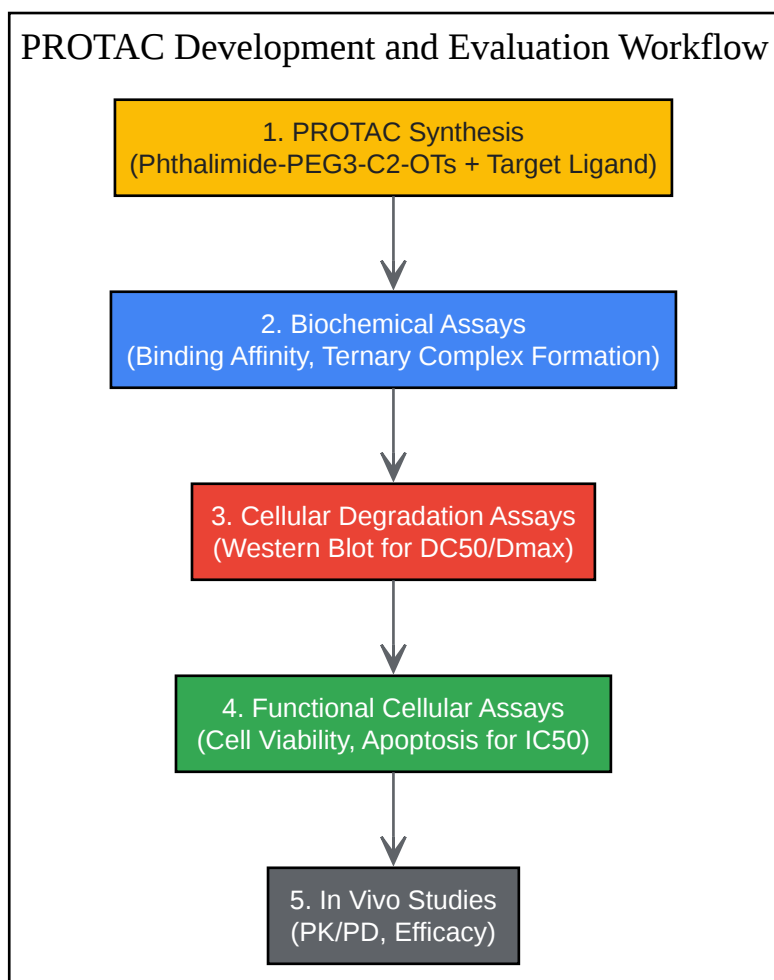 PROTAC Development and Evaluation Workflow
1. PROTAC Synthesis
(Phthalimide-PEG3-C2-OTs + Target Ligand)
2. Biochemical Assays
(Binding Affinity, Ternary Complex Formation)
3. Cellular Degradation Assays
(Western Blot for DC50/Dmax)
4. Functional Cellular Assays
(Cell Viability, Apoptosis for IC50)
5. In Vivo Studies
(PK/PD, Efficacy)